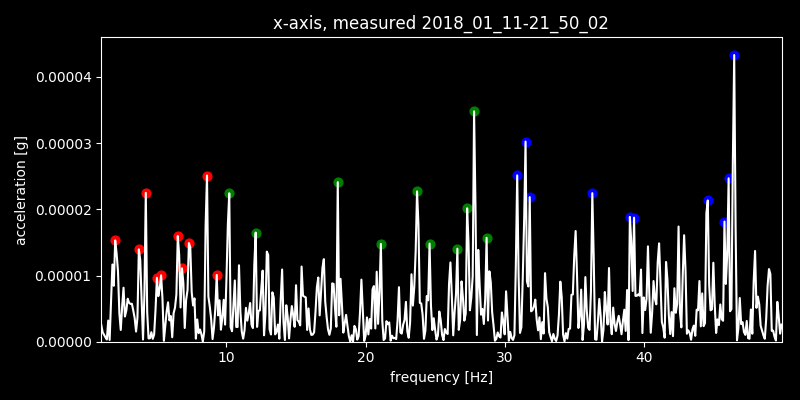 x-axis, measured 2018_01_11-21_50_02
acceleration [g]
0.00004
0.00003
0.00002
0.00001
0.00000
10 20 30 40
frequency [Hz]